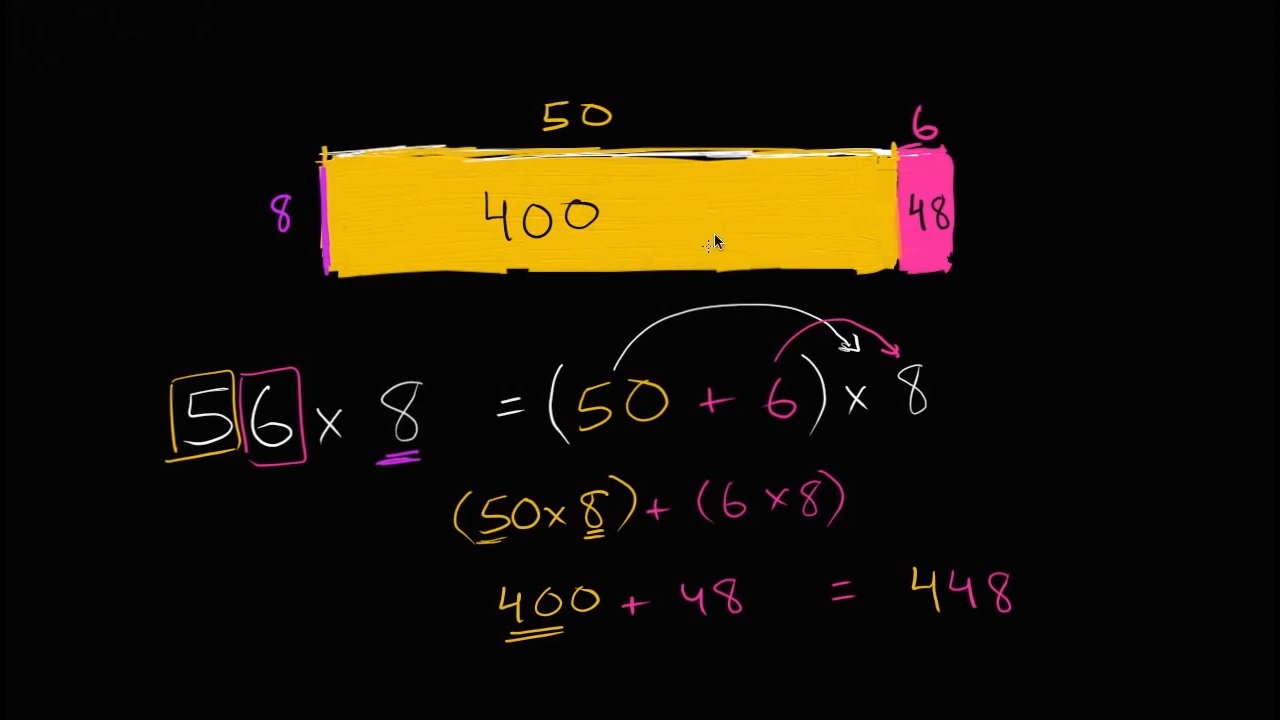 50 6
8 400 48
56 × 8 = (50 + 6) × 8
(50 × 8) + (6 × 8)
400 + 48 = 448